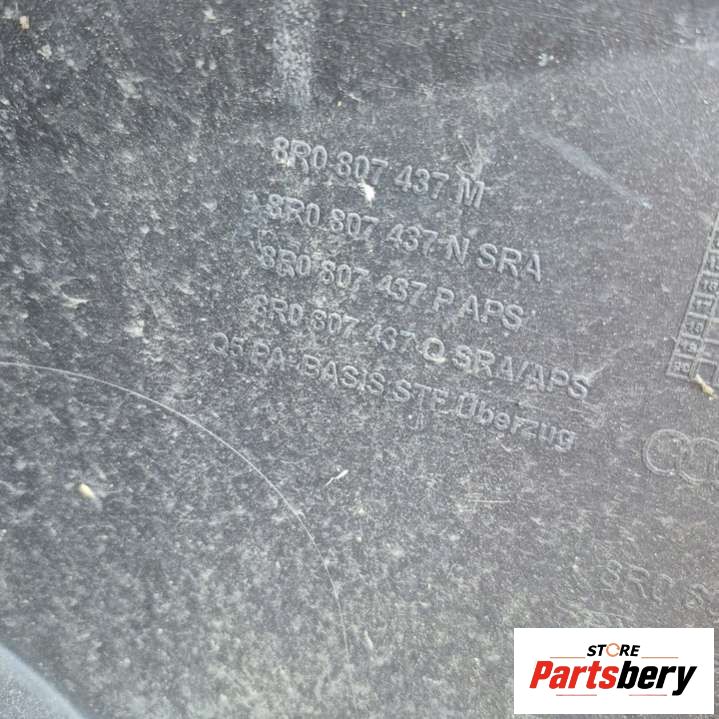 8R0 807 437 M
8R0 807 437 N SRA
8R0 807 437 P APS
8R0 807 437 Q SRA/APS
Q5 PA BASIS STF Überzug
8R0
STORE
Partsbery